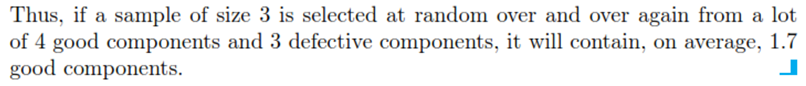 Thus, if a sample of size 3 is selected at random over and over again from a lot
of 4 good components and 3 defective components, it will contain, on average, 1.7
good components.